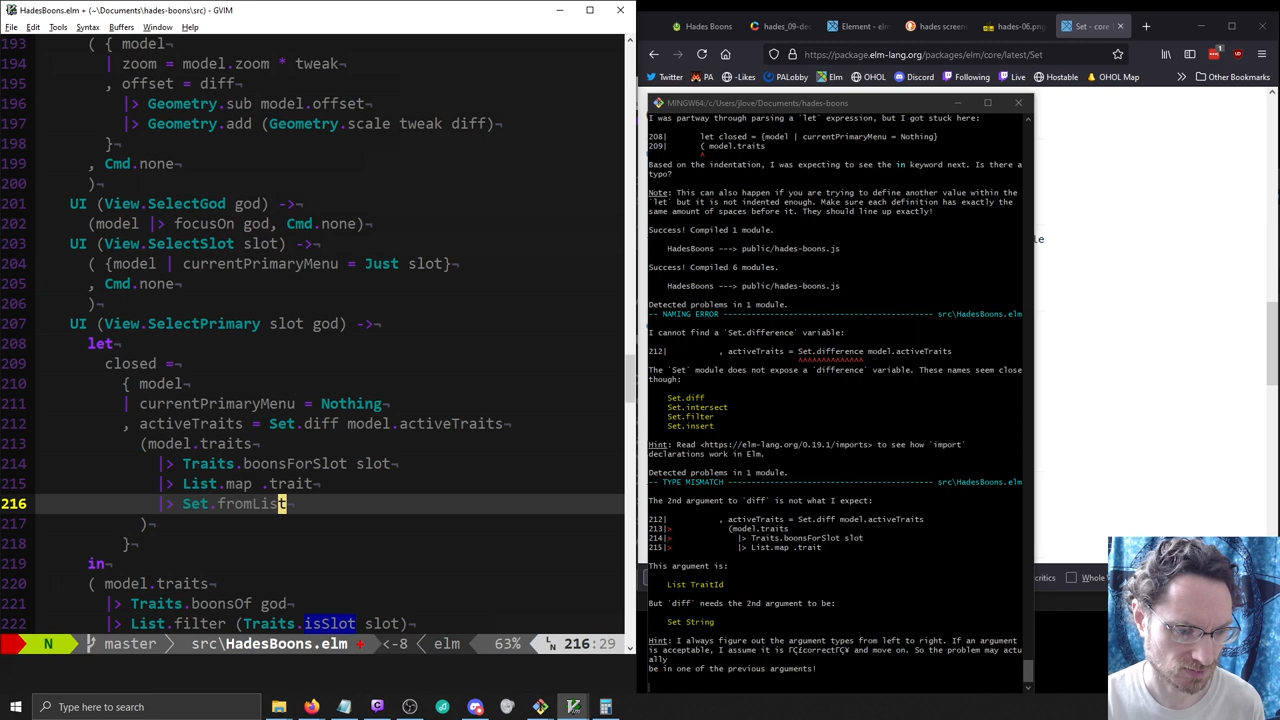 HadesBoons.elm + (~\Documents\hades-boons\src) - GVIM
File Edit Tools Syntax Buffers Window Help
193 ( { model¬
194 | zoom = model.zoom * tweak¬
195 , offset = diff¬
196 |> Geometry.sub model.offset¬
197 |> Geometry.add (Geometry.scale tweak diff)¬
198 }¬
199 , Cmd.none¬
200 )¬
201 UI (View.SelectGod god) ->¬
202 (model |> focusOn god, Cmd.none)¬
203 UI (View.SelectSlot slot) ->¬
204 ( {model | currentPrimaryMenu = Just slot}¬
205 , Cmd.none¬
206 )¬
207 UI (View.SelectPrimary slot god) ->¬
208 let¬
209 closed =¬
210 { model¬
211 | currentPrimaryMenu = Nothing¬
212 , activeTraits = Set.diff model.activeTraits¬
213 (model.traits¬
214 |> Traits.boonsForSlot slot¬
215 |> List.map .trait¬
216 |> Set.fromList¬
217 )¬
218 }¬
219 in¬
220 ( model.traits¬
221 |> Traits.boonsOf god¬
222 |> List.filter (Traits.isSlot slot)¬
N master src\HadesBoons.elm + <-8 elm 63% 216:29
Hades Boon
hades_09-dec
Element - elm
hades screens
hades-06.png
Set - core
https://package.elm-lang.org/packages/elm/core/latest/Set
Twitter PA -Likes PALobby Elm OHOL Discord Following Live Roadmap OHOL Map Other Bookmarks
MINGW64:/c/Users/jlove/Documents/hades-boons
I was partway through parsing a `let` expression, but I got stuck here:
208| let closed = {model | currentPrimaryMenu = Nothing}
209| ( model.traits
^
Based on the indentation, I was expecting to see the in keyword next. Is there a
typo?
Note: This can also happen if you are trying to define another value within the
`let` but it is not indented enough. Make sure each definition has exactly the
same amount of spaces before it. They should line up exactly!
Success! Compiled 1 module.
HadesBoons ---> public/hades-boons.js
Success! Compiled 6 modules.
HadesBoons ---> public/hades-boons.js
Detected problems in 1 module.
-- NAMING ERROR --------------------------------- src\HadesBoons.elm
I cannot find a `Set.difference` variable:
212| , activeTraits = Set.difference model.activeTraits
^^^^^^^^^^^^^^
The `Set` module does not expose a `difference` variable. These names seem close
though:
Set.diff
Set.intersect
Set.filter
Set.insert
Hint: Read <https://elm-lang.org/0.19.1/imports> to see how `import`
declarations work in Elm.
Detected problems in 1 module.
-- TYPE MISMATCH -------------------------------- src\HadesBoons.elm
The 2nd argument to `diff` is not what I expect:
212| , activeTraits = Set.diff model.activeTraits
213|> (model.traits
214|> |> Traits.boonsForSlot slot
215|> |> List.map .trait
This argument is:
List TraitId
But `diff` needs the 2nd argument to be:
Set String
Hint: I always figure out the argument types from left to right. If an argument
is acceptable, I assume it is ΓÇ£correctΓÇ¥ and move on. So the problem may actu
ally
be in one of the previous arguments!
critics Whole
Type here to search